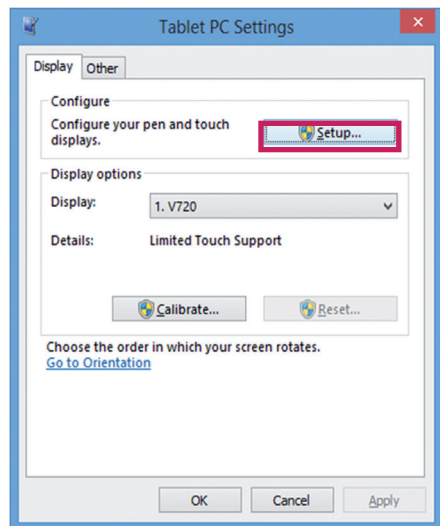 Tablet PC Settings
Display Other
Configure
Configure your pen and touch
displays.
Setup...
Display options
Display: 1. V720
Details: Limited Touch Support
Calibrate... Reset...
Choose the order in which your screen rotates.
Go to Orientation
OK Cancel Apply